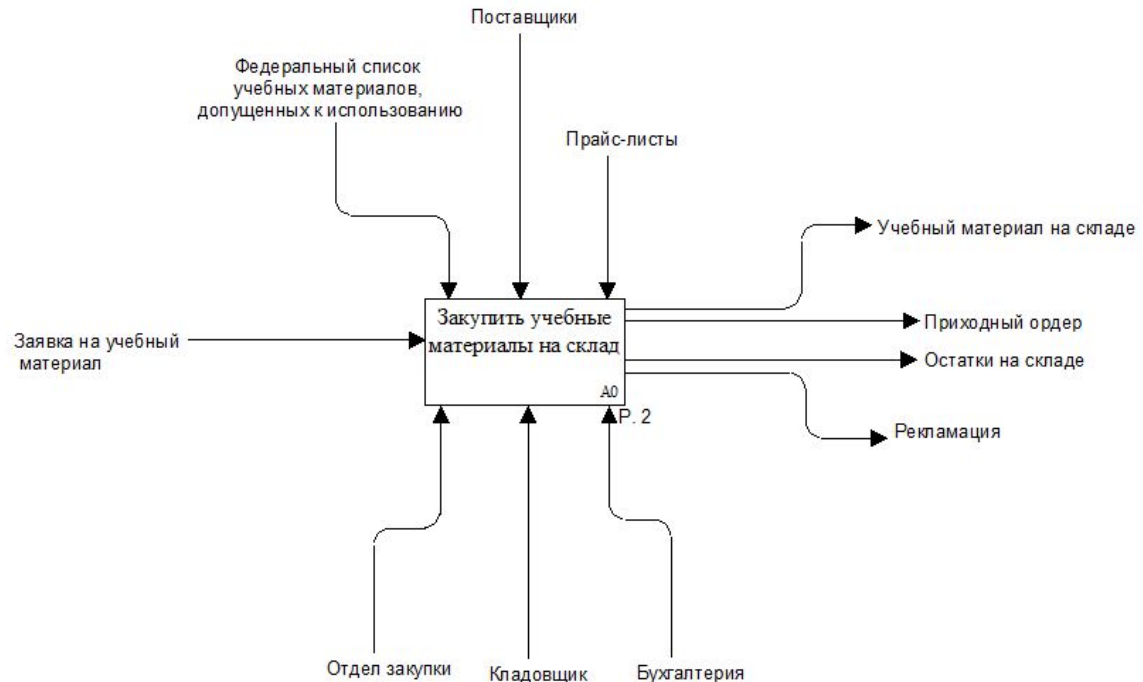 Поставщики
Федеральный список
учебных материалов,
допущенных к использованию
Прайс-листы
Учебный материал на складе
Закупить учебные
материалы на склад
Приходный ордер
Заявка на учебный
материал
Остатки на складе
A0
P. 2
Рекламация
Отдел закупки
Кладовщик
Бухгалтерия